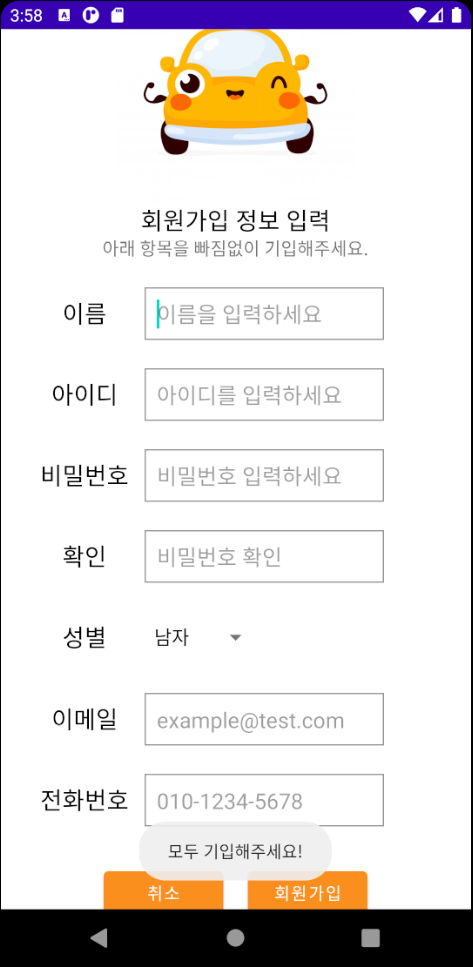 3:58
회원가입 정보 입력
아래 항목을 빠짐없이 기입해주세요.
이름 이름을 입력하세요
아이디 아이디를 입력하세요
비밀번호 비밀번호 입력하세요
확인 비밀번호 확인
성별 남자
이메일 example@test.com
전화번호 010-1234-5678
모두 기입해주세요!
취소 회원가입